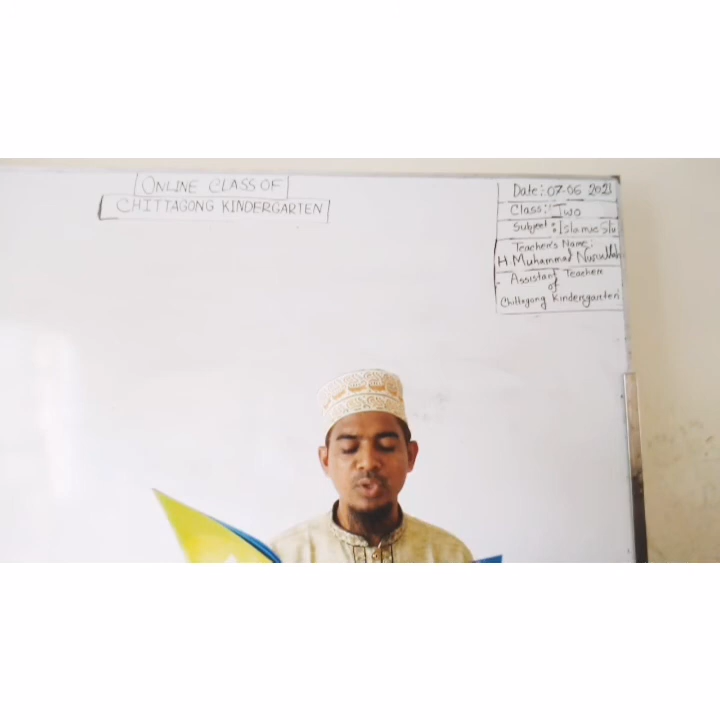 ONLINE CLASS OF
CHITTAGONG KINDERGARTEN
Date: 07-06 2021
Class: Two
Subject: Islamic Stu
Teacher's Name:
H. Muhammad
Assistant Teacher
of
Chittagong Kindergarten